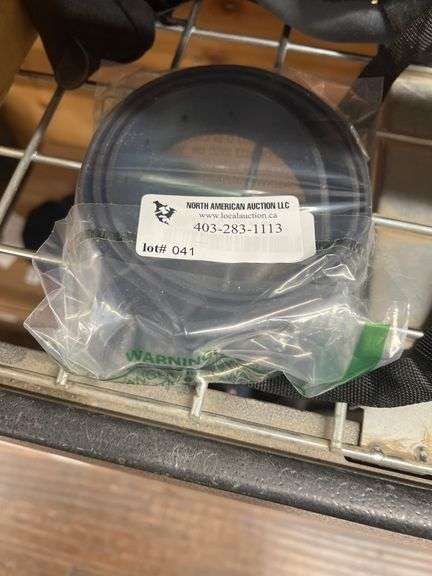 NORTH AMERICAN AUCTION LLC
www.localauction.ca
403-283-1113
lot# 041
WARNING